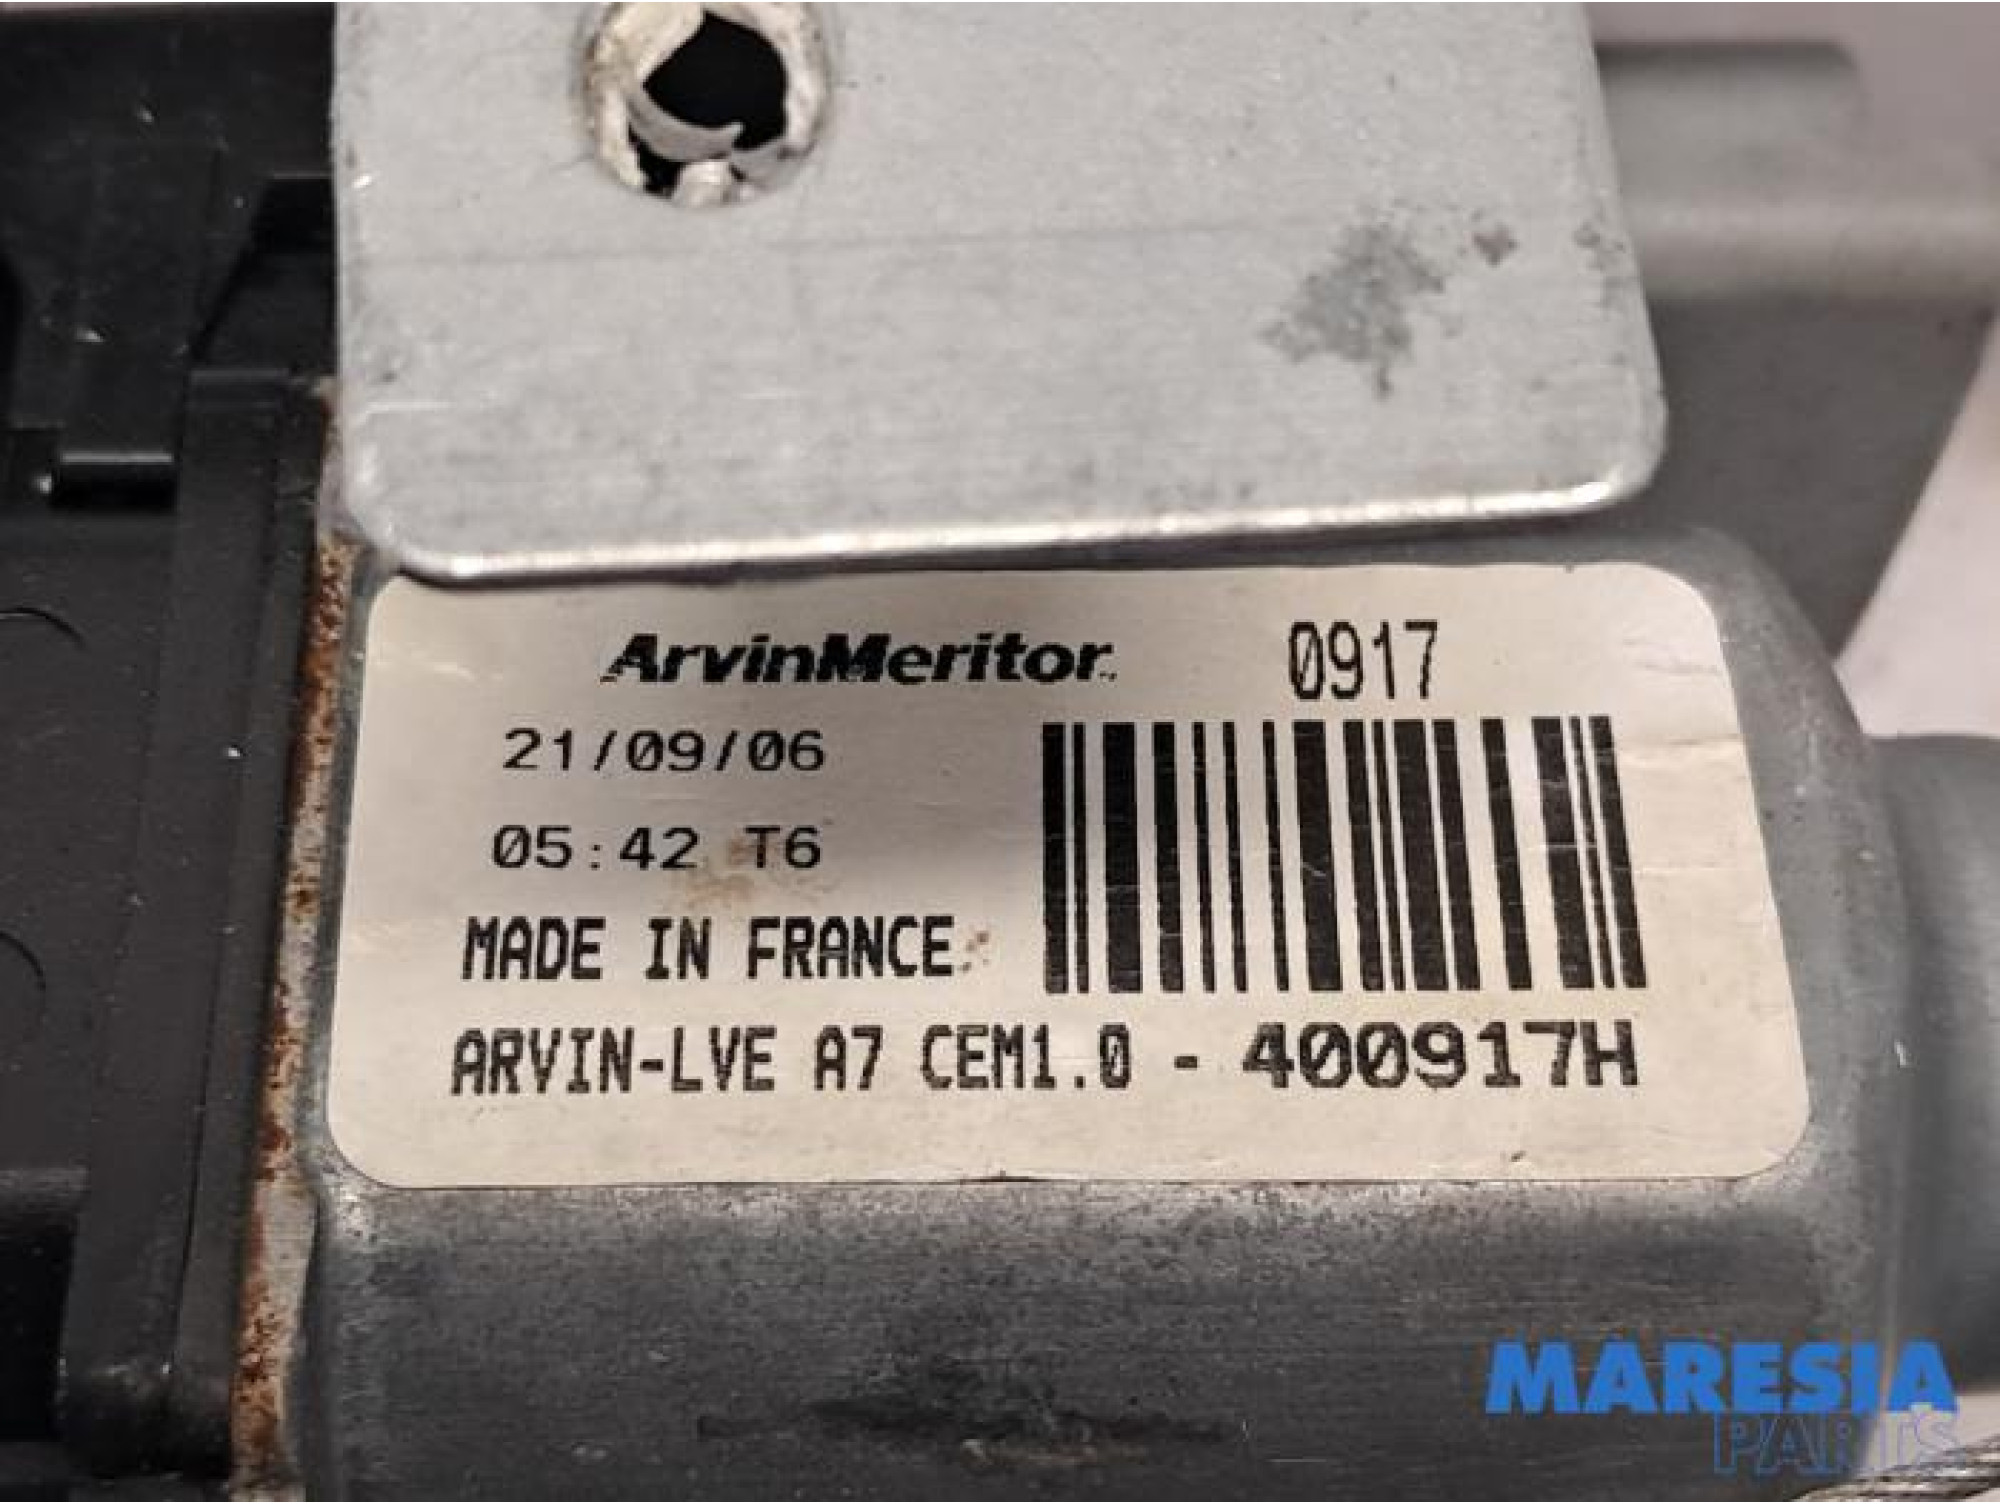 ArvinMeritor 0917
21/09/06
05:42 T6
MADE IN FRANCE
ARVIN-LVE A7 CEM1.0 - 400917H
MARESIA
PARTS